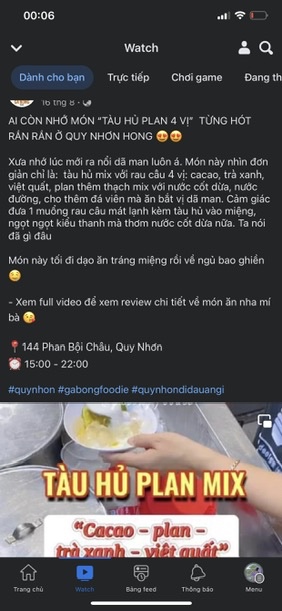 00:06
Watch
Dành cho bạn
Trực tiếp
Chơi game
Đang th
16 thg 8 ·
AI CÒN NHỚ MÓN “TÀU HỦ PLAN 4 VỊ” TỪNG HÓT
RẦN RẦN Ở QUY NHƠN HONG 😍😍
Xưa nhớ lúc mới ra nổi dã man luôn á. Món này nhìn đơn
giản chỉ là: tàu hủ mix với rau câu 4 vị: cacao, trà xanh,
việt quất, plan thêm thạch mix với nước cốt dừa, nước
đường, cho thêm đá viên mà ăn bắt vị dã man. Cảm giác
đưa 1 muỗng rau câu mát lạnh kèm tàu hủ vào miệng,
ngọt ngọt kiểu thanh mà thơm nước cốt dừa nữa. Ta nói
đã gì đâu
Món này tối đi dạo ăn tráng miệng rồi về ngủ bao ghiền
😊
- Xem full video để xem review chi tiết về món ăn nha mí
bà 😘
📍144 Phan Bội Châu, Quy Nhơn
⏰ 15:00 - 22:00
#quynhon #gabongfoodie #quynhondidauangi
TÀU HỦ PLAN MIX
“Cacao - plan -
trà xanh - việt quất”
Trang chủ
Watch
Bảng feed
Thông báo
Menu